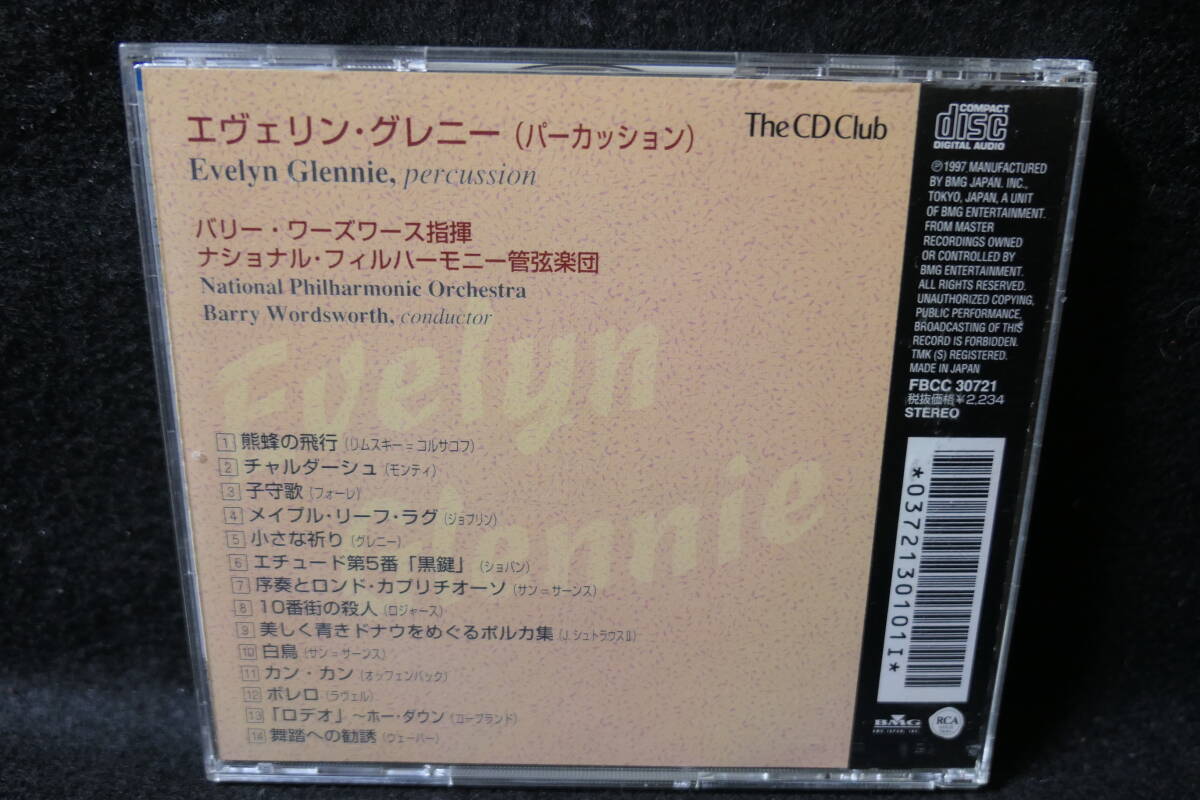 エヴェリン・グレニー（パーカッション）
Evelyn Glennie, percussion
The CD Club
バリー・ワーズワース指揮
ナショナル・フィルハーモニー管弦楽団
National Philharmonic Orchestra
Barry Wordsworth, conductor
Evelyn
Glennie
1 熊蜂の飛行（リムスキー＝コルサコフ）
2 チャルダーシュ（モンティ）
3 子守歌（フォーレ）
4 メイプル・リーフ・ラグ（ジョプリン）
5 小さな祈り（グレニー）
6 エチュード第5番「黒鍵」（ショパン）
7 序奏とロンド・カプリチオーソ（サン＝サーンス）
8 10番街の殺人（ロジャース）
9 美しく青きドナウをめぐるポルカ集（J.シュトラウスⅡ）
10 白鳥（サン＝サーンス）
11 カン・カン（オッフェンバック）
12 ボレロ（ラヴェル）
13 「ロデオ」～ホー・ダウン（コープランド）
14 舞踏への勧誘（ウェーバー）
COMPACT
disc
DIGITAL AUDIO
℗1997 MANUFACTURED
BY BMG JAPAN. INC.,
TOKYO, JAPAN, A UNIT
OF BMG ENTERTAINMENT.
FROM MASTER
RECORDINGS OWNED
OR CONTROLLED BY
BMG ENTERTAINMENT.
ALL RIGHTS RESERVED.
UNAUTHORIZED COPYING,
PUBLIC PERFORMANCE,
BROADCASTING OF THIS
RECORD IS FORBIDDEN.
TMK (S) REGISTERED.
MADE IN JAPAN
FBCC 30721
税抜価格¥2,234
STEREO
*0372130101I*
BMG
BMG JAPAN, INC.
RCA